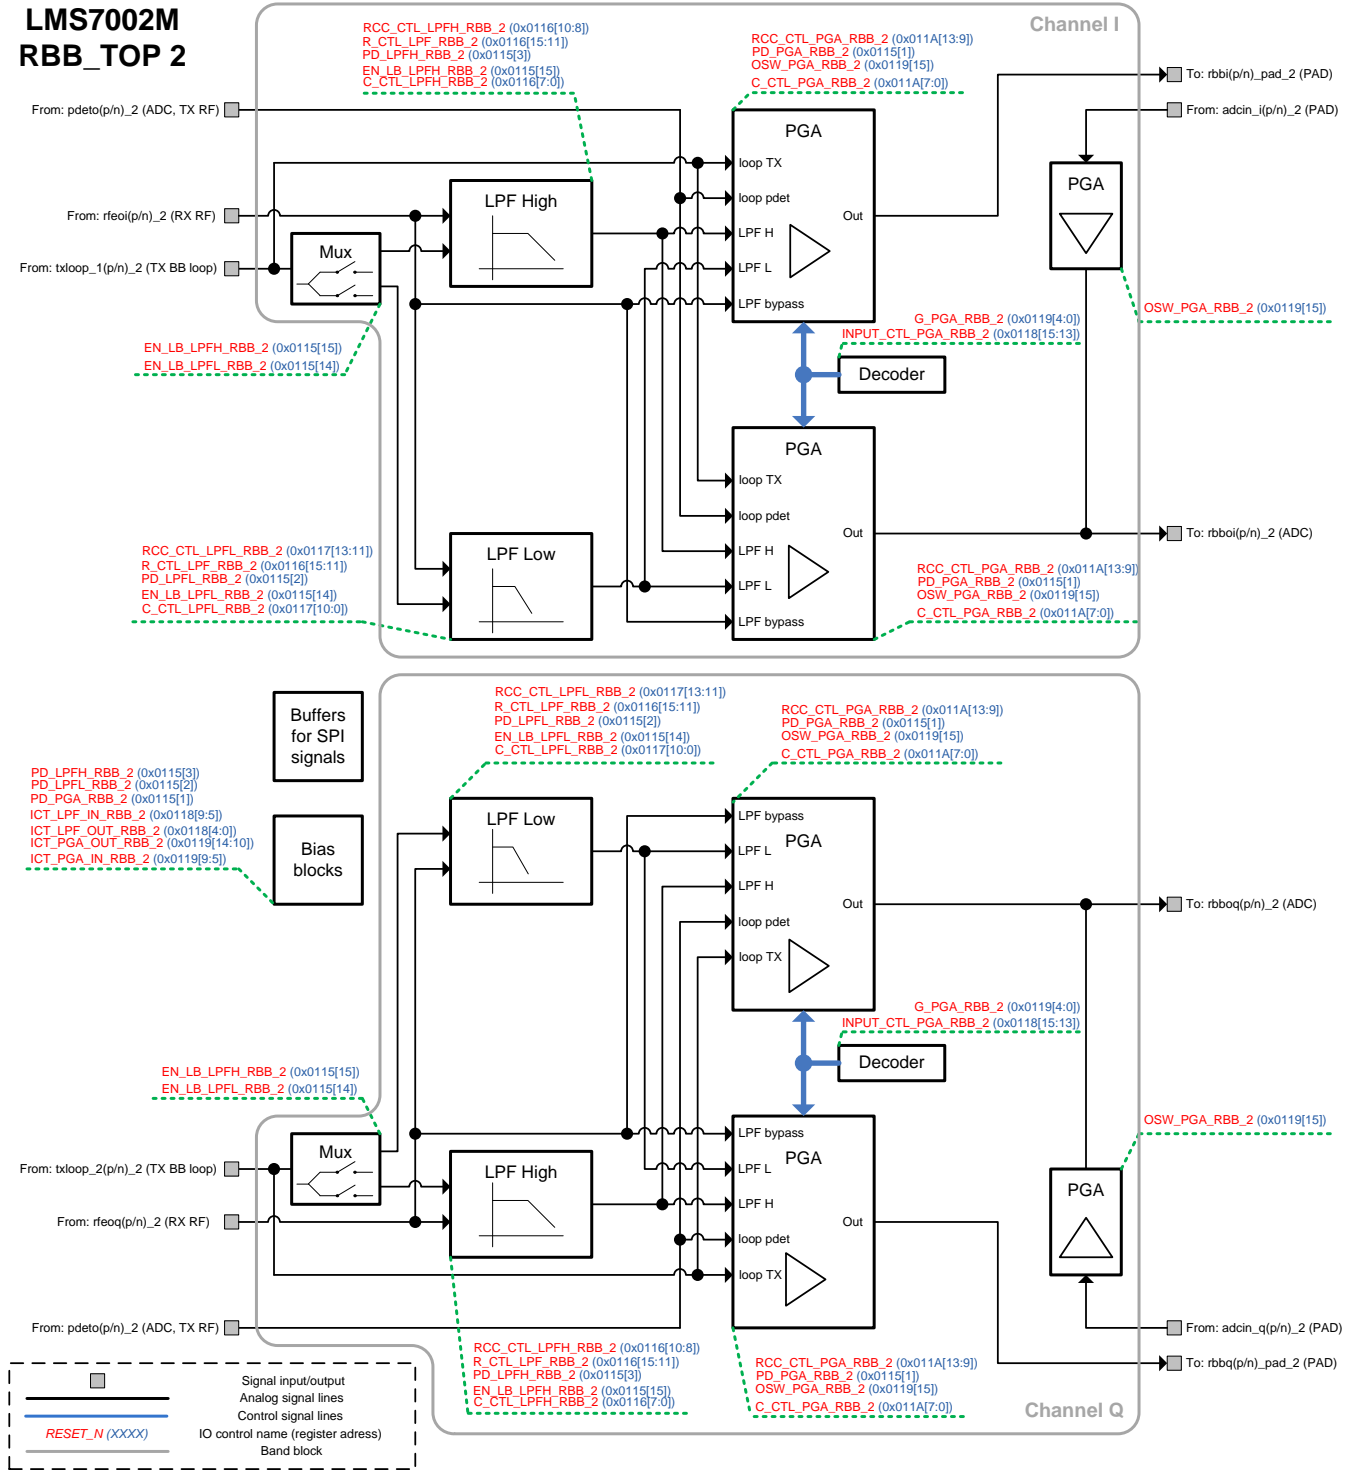 LMS7002M
RBB_TOP 2
Channel I
RCC_CTL_LPFH_RBB_2 (0x0116[10:8])
R_CTL_LPF_RBB_2 (0x0116[15:11])
PD_LPFH_RBB_2 (0x0115[3])
EN_LB_LPFH_RBB_2 (0x0115[15])
C_CTL_LPFH_RBB_2 (0x0116[7:0])
RCC_CTL_PGA_RBB_2 (0x011A[13:9])
PD_PGA_RBB_2 (0x0115[1])
OSW_PGA_RBB_2 (0x0119[15])
C_CTL_PGA_RBB_2 (0x011A[7:0])
To: rbbi(p/n)_pad_2 (PAD)
From: pdeto(p/n)_2 (ADC, TX RF)
From: adcin_i(p/n)_2 (PAD)
PGA
loop TX
loop pdet
LPF H
LPF L
LPF bypass
Out
PGA
LPF High
From: rfeoi(p/n)_2 (RX RF)
Mux
From: txloop_1(p/n)_2 (TX BB loop)
OSW_PGA_RBB_2 (0x0119[15])
G_PGA_RBB_2 (0x0119[4:0])
INPUT_CTL_PGA_RBB_2 (0x0118[15:13])
EN_LB_LPFH_RBB_2 (0x0115[15])
EN_LB_LPFL_RBB_2 (0x0115[14])
Decoder
PGA
loop TX
loop pdet
LPF H
LPF L
LPF bypass
Out
To: rbboi(p/n)_2 (ADC)
LPF Low
RCC_CTL_LPFL_RBB_2 (0x0117[13:11])
R_CTL_LPF_RBB_2 (0x0116[15:11])
PD_LPFL_RBB_2 (0x0115[2])
EN_LB_LPFL_RBB_2 (0x0115[14])
C_CTL_LPFL_RBB_2 (0x0117[10:0])
RCC_CTL_PGA_RBB_2 (0x011A[13:9])
PD_PGA_RBB_2 (0x0115[1])
OSW_PGA_RBB_2 (0x0119[15])
C_CTL_PGA_RBB_2 (0x011A[7:0])
Buffers
for SPI
signals
RCC_CTL_LPFL_RBB_2 (0x0117[13:11])
R_CTL_LPF_RBB_2 (0x0116[15:11])
PD_LPFL_RBB_2 (0x0115[2])
EN_LB_LPFL_RBB_2 (0x0115[14])
C_CTL_LPFL_RBB_2 (0x0117[10:0])
RCC_CTL_PGA_RBB_2 (0x011A[13:9])
PD_PGA_RBB_2 (0x0115[1])
OSW_PGA_RBB_2 (0x0119[15])
C_CTL_PGA_RBB_2 (0x011A[7:0])
PD_LPFH_RBB_2 (0x0115[3])
PD_LPFL_RBB_2 (0x0115[2])
PD_PGA_RBB_2 (0x0115[1])
ICT_LPF_IN_RBB_2 (0x0118[9:5])
ICT_LPF_OUT_RBB_2 (0x0118[4:0])
ICT_PGA_OUT_RBB_2 (0x0119[14:10])
ICT_PGA_IN_RBB_2 (0x0119[9:5])
Bias
blocks
LPF Low
LPF bypass
PGA
LPF L
LPF H
loop pdet
loop TX
Out
To: rbboq(p/n)_2 (ADC)
G_PGA_RBB_2 (0x0119[4:0])
INPUT_CTL_PGA_RBB_2 (0x0118[15:13])
Decoder
EN_LB_LPFH_RBB_2 (0x0115[15])
EN_LB_LPFL_RBB_2 (0x0115[14])
OSW_PGA_RBB_2 (0x0119[15])
Mux
From: txloop_2(p/n)_2 (TX BB loop)
LPF High
LPF bypass
PGA
LPF L
LPF H
loop pdet
loop TX
Out
PGA
From: rfeoq(p/n)_2 (RX RF)
From: pdeto(p/n)_2 (ADC, TX RF)
From: adcin_q(p/n)_2 (PAD)
To: rbbq(p/n)_pad_2 (PAD)
RCC_CTL_LPFH_RBB_2 (0x0116[10:8])
R_CTL_LPF_RBB_2 (0x0116[15:11])
PD_LPFH_RBB_2 (0x0115[3])
EN_LB_LPFH_RBB_2 (0x0115[15])
C_CTL_LPFH_RBB_2 (0x0116[7:0])
RCC_CTL_PGA_RBB_2 (0x011A[13:9])
PD_PGA_RBB_2 (0x0115[1])
OSW_PGA_RBB_2 (0x0119[15])
C_CTL_PGA_RBB_2 (0x011A[7:0])
Channel Q
Signal input/output
Analog signal lines
Control signal lines
RESET_N (XXXX) IO control name (register adress)
Band block